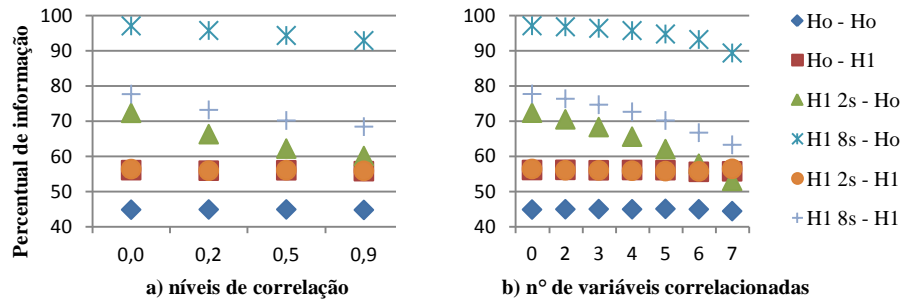 Percentual de informação
100
90
80
70
60
50
40
0,0 0,2 0,5 0,9
a) níveis de correlação
100
90
80
70
60
50
40
0 2 3 4 5 6 7
b) n° de variáveis correlacionadas
Ho - Ho
Ho - H1
H1 2s - Ho
H1 8s - Ho
H1 2s - H1
H1 8s - H1